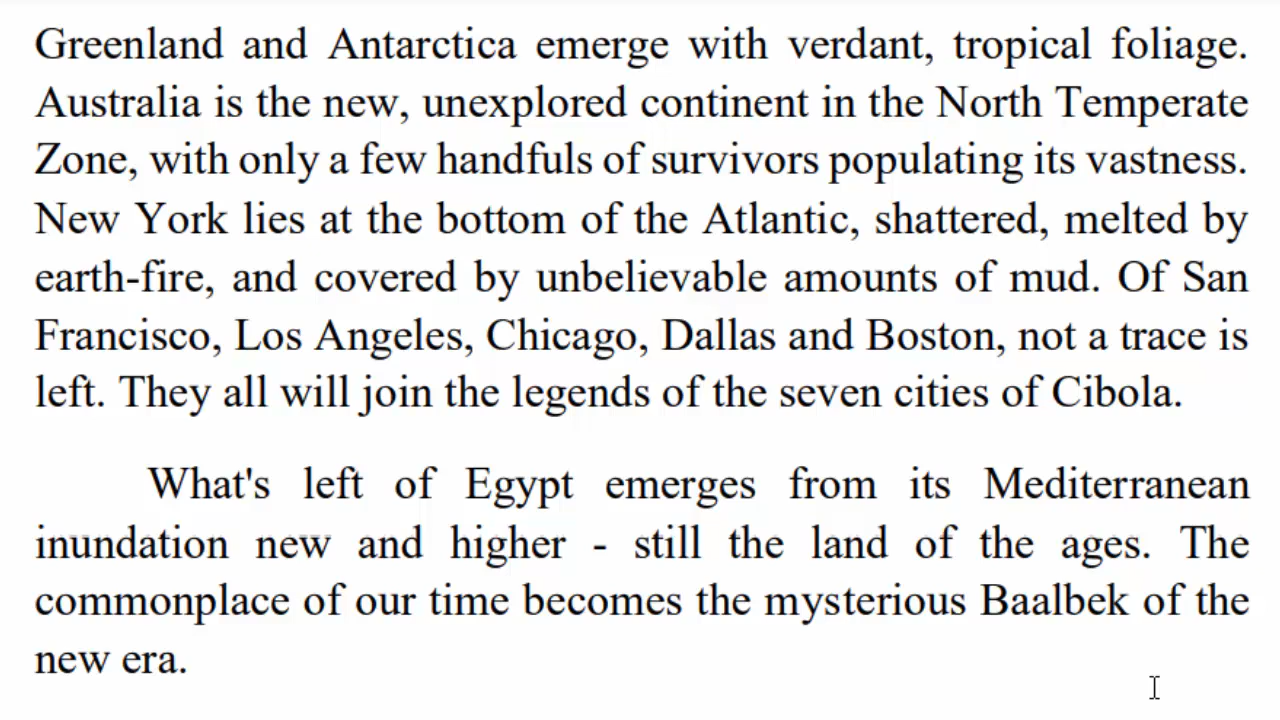 Greenland and Antarctica emerge with verdant, tropical foliage.
Australia is the new, unexplored continent in the North Temperate
Zone, with only a few handfuls of survivors populating its vastness.
New York lies at the bottom of the Atlantic, shattered, melted by
earth-fire, and covered by unbelievable amounts of mud. Of San
Francisco, Los Angeles, Chicago, Dallas and Boston, not a trace is
left. They all will join the legends of the seven cities of Cibola.
What's left of Egypt emerges from its Mediterranean
inundation new and higher - still the land of the ages. The
commonplace of our time becomes the mysterious Baalbek of the
new era.